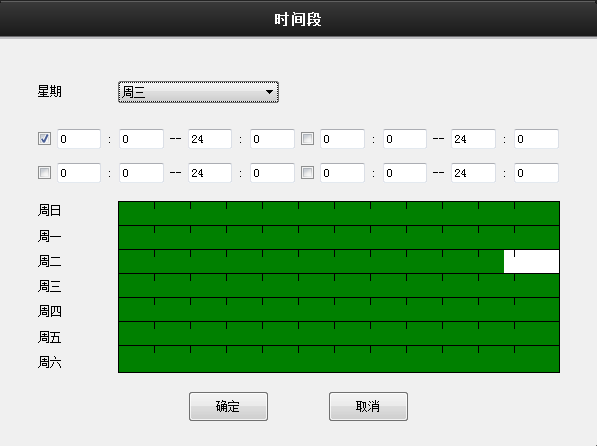 时间段
星期 周三
0 : 0 -- 24 : 0 0 : 0 -- 24 : 0
0 : 0 -- 24 : 0 0 : 0 -- 24 : 0
周日
周一
周二
周三
周四
周五
周六
确定 取消